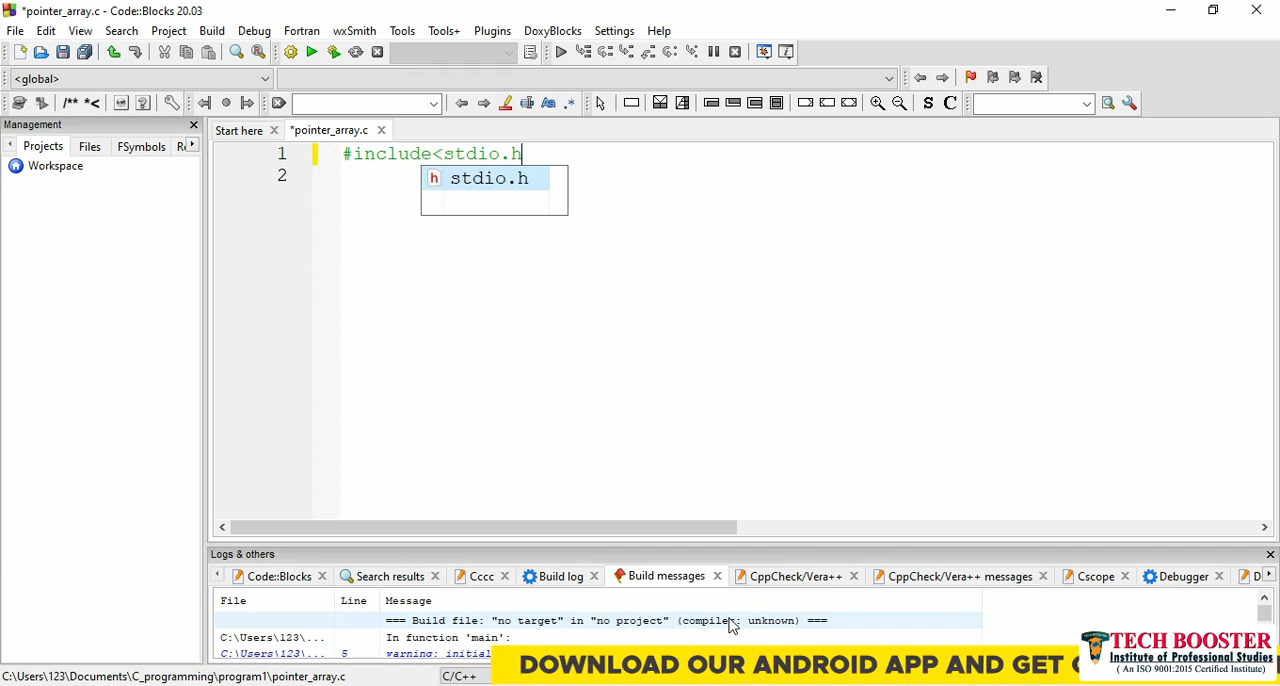 *pointer_array.c - Code::Blocks 20.03
File Edit View Search Project Build Debug Fortran wxSmith Tools Tools+ Plugins DoxyBlocks Settings Help
<global>
/** *< Aa .* S C
Management
Start here *pointer_array.c
Projects Files FSymbols
Workspace
1 #include<stdio.h
h stdio.h
2
Logs & others
Code::Blocks Search results Cccc Build log Build messages CppCheck/Vera++ CppCheck/Vera++ messages Cscope Debugger
File Line Message
=== Build file: "no target" in "no project" (compiler: unknown) ===
C:\Users\123\... In function 'main':
C:\Users\123\... 5 warning:
DOWNLOAD OUR ANDROID APP AND GET
TECH BOOSTER
Institute of Professional Studies
( An ISO 9001:2015 Certified Institute)
C:\Users\123\Documents\C_programming\program1\pointer_array.c C/C++